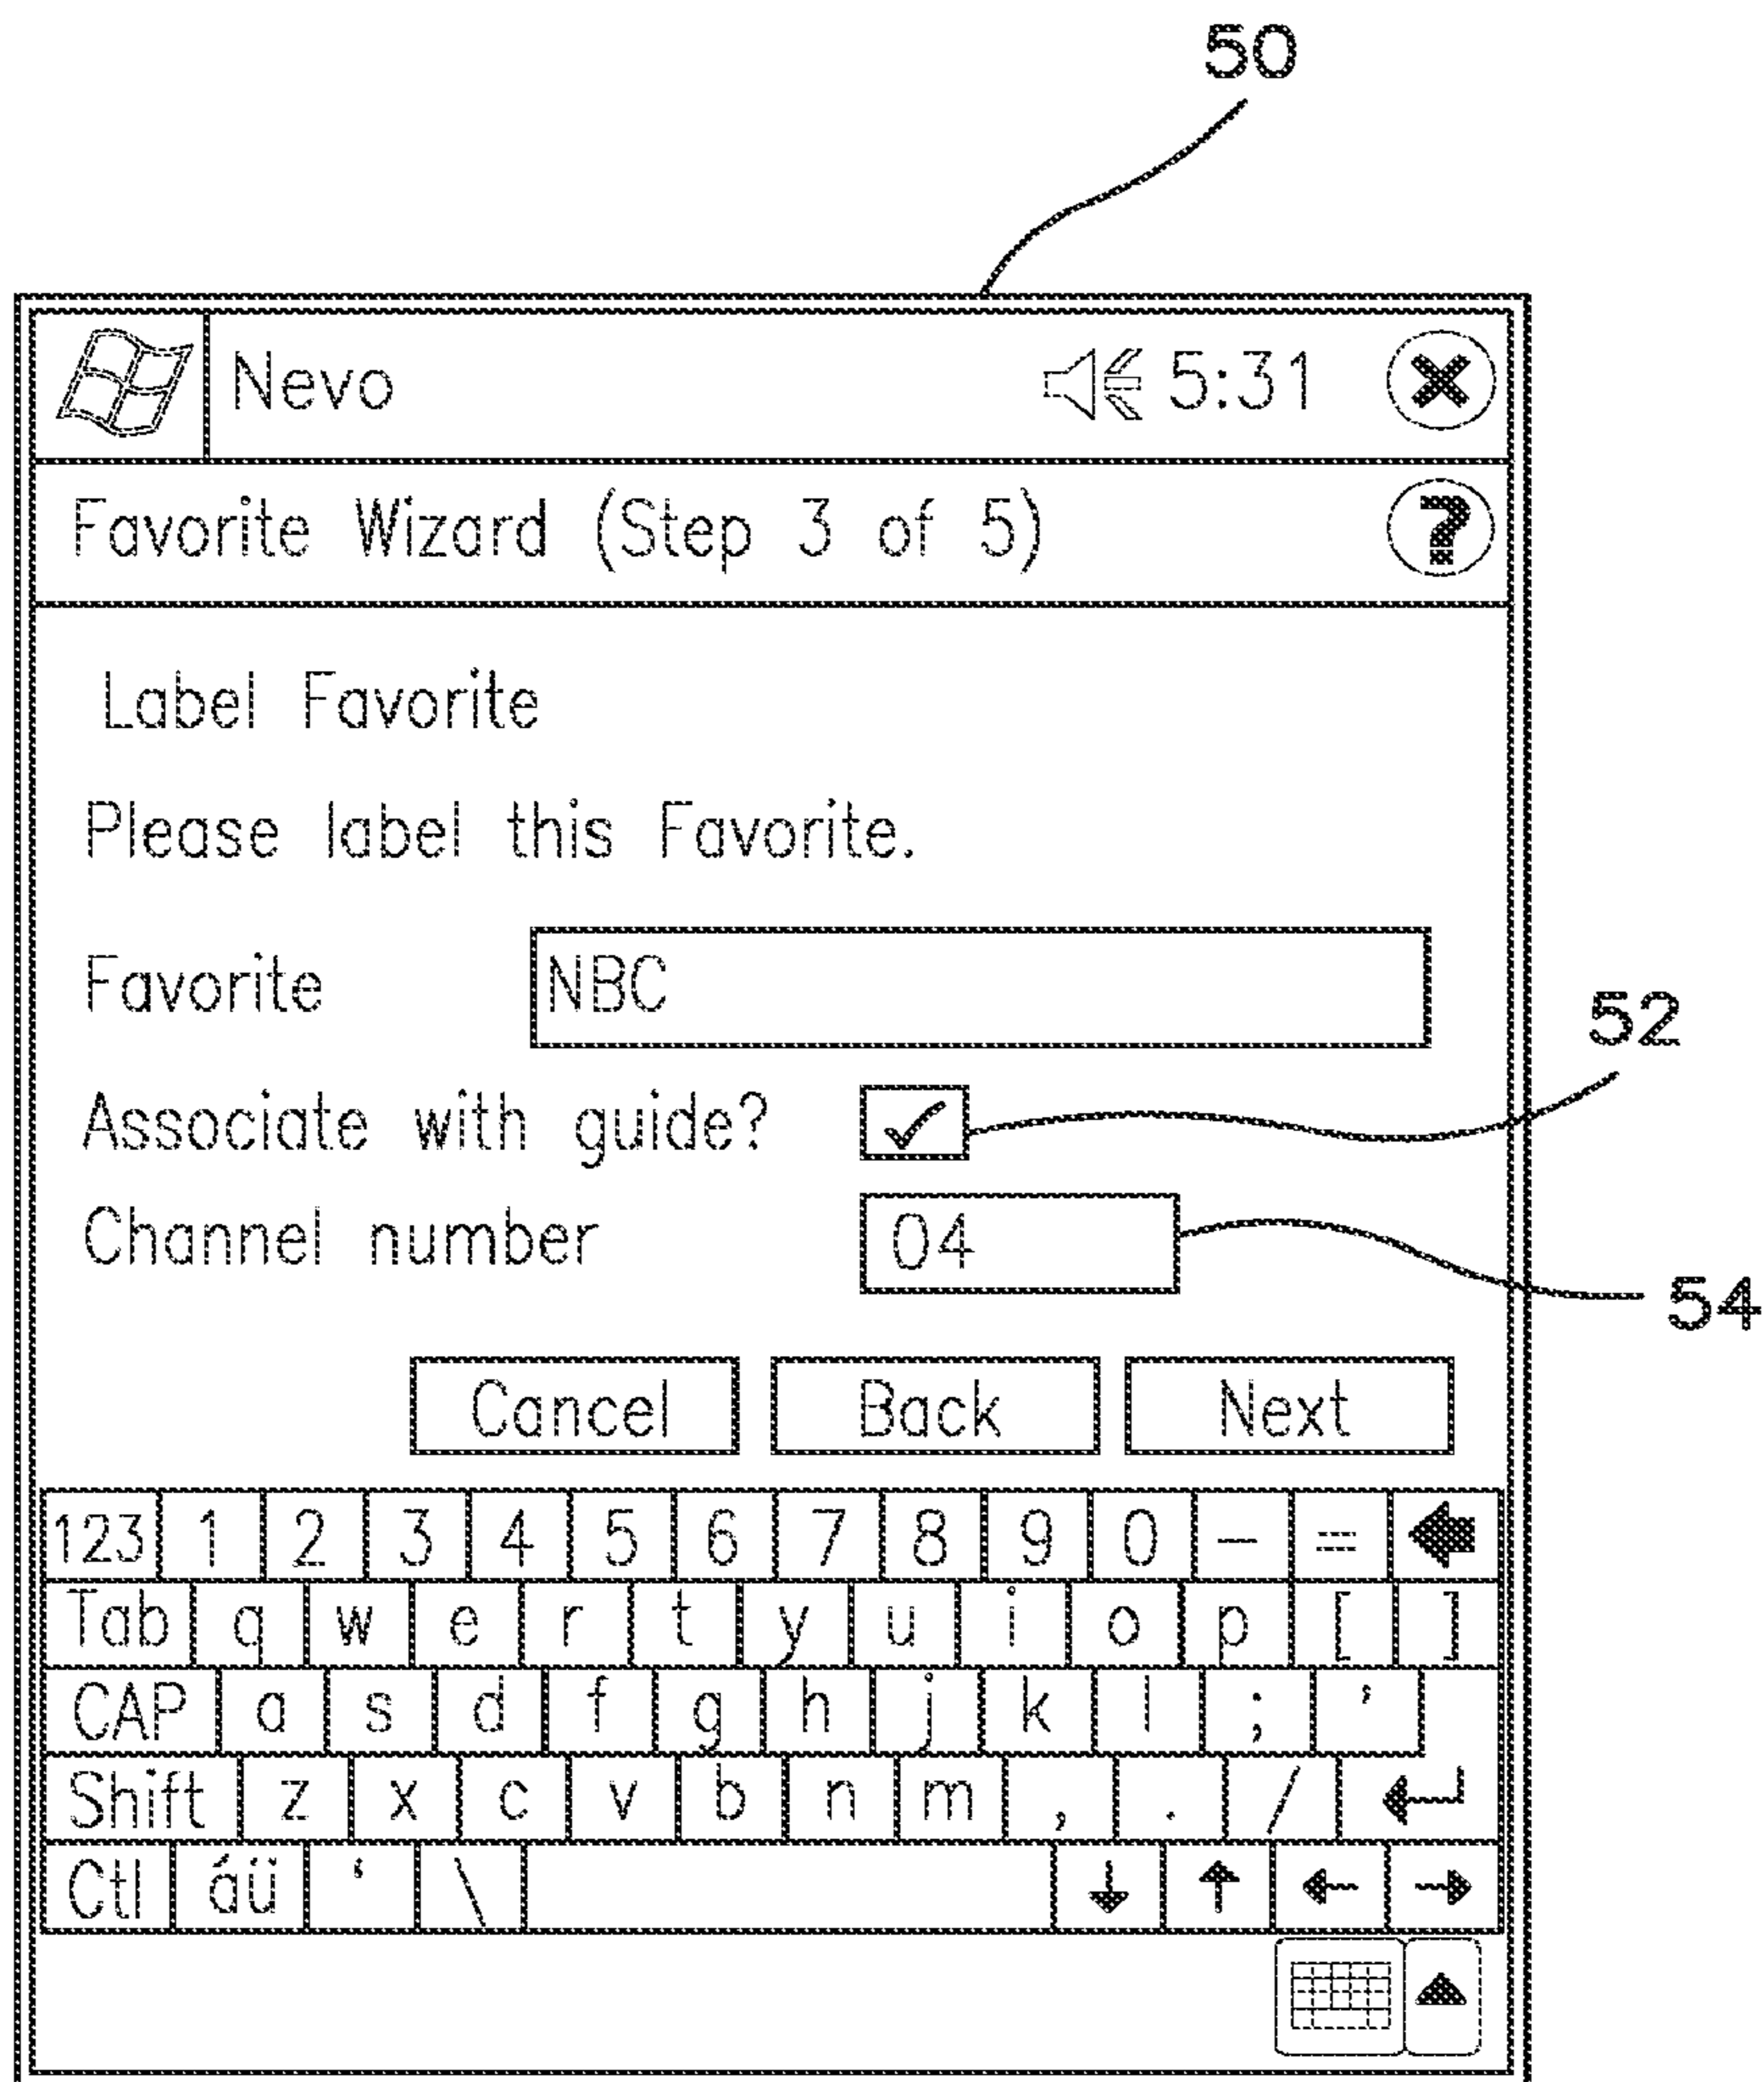 50
Nevo 5:31
Favorite Wizard (Step 3 of 5) ?
Label Favorite
Please label this Favorite.
Favorite NBC
52
Associate with guide?
Channel number 04
54
Cancel Back Next
123 1 2 3 4 5 6 7 8 9 0 – =
Tab q w e r t y u i o p [ ]
CAP a s d f g h j k l ; '
Shift z x c v b n m , . /
Ctl áü ‘ \